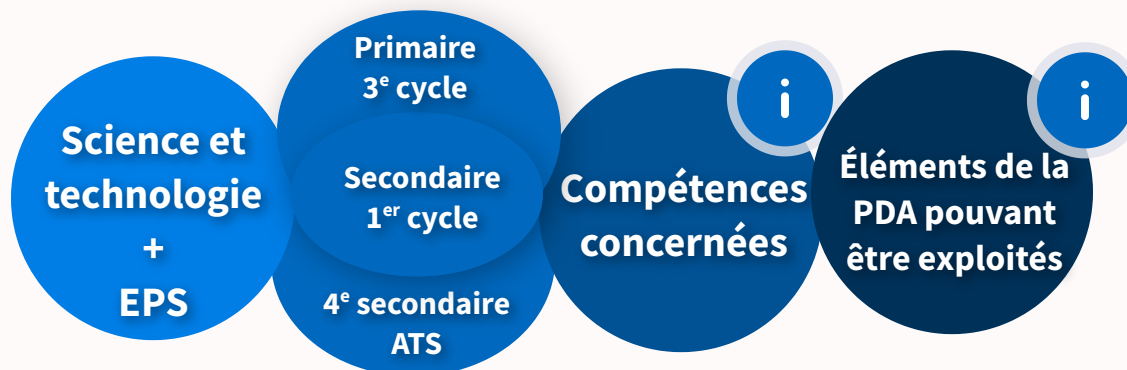 Science et
technologie
+
EPS
Primaire
3e cycle
Secondaire
1er cycle
4e secondaire
ATS
Compétences
concernées
i
Éléments de la
PDA pouvant
être exploités
i